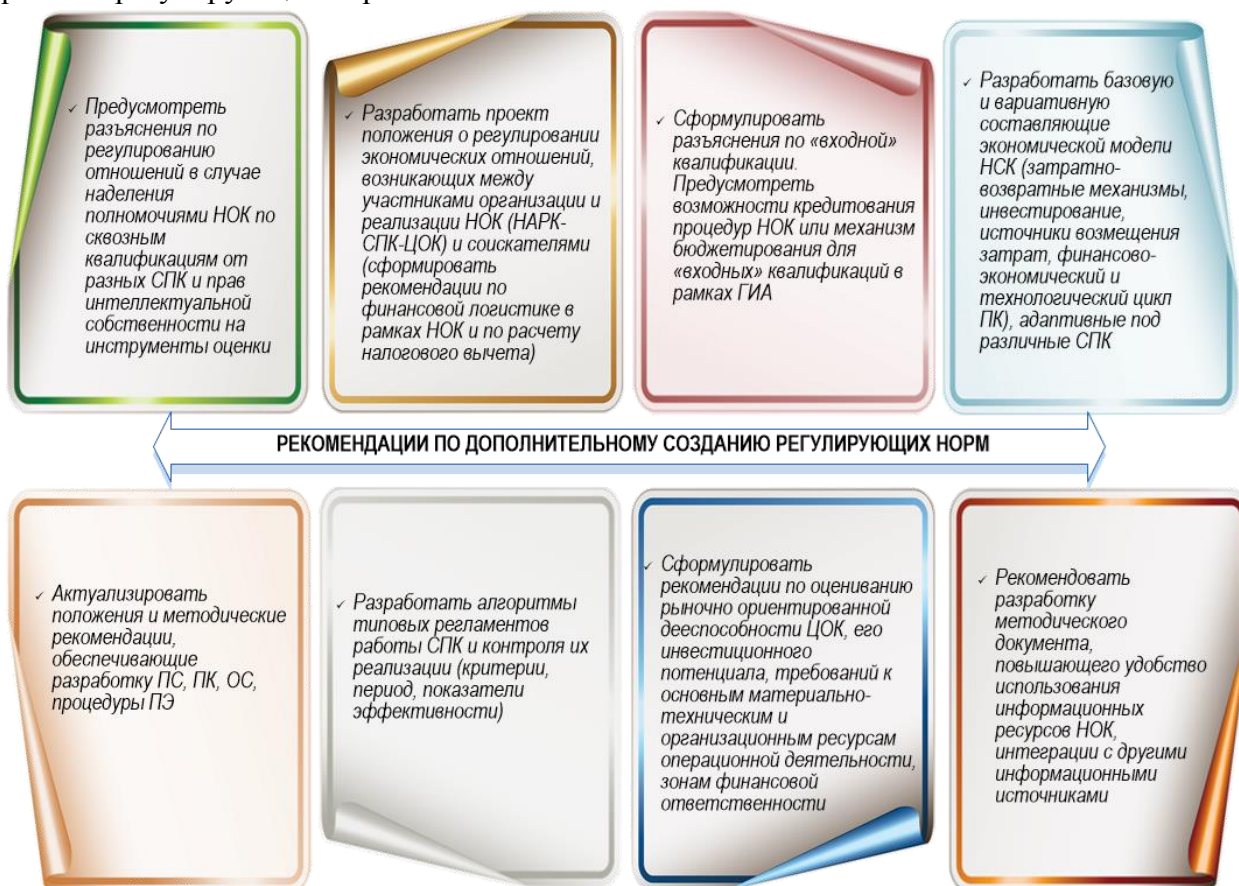 ✓ Предусмотреть
разъяснения по
регулированию
отношений в случае
наделения
полномочиями НОК по
сквозным
квалификациям от
разных СПК и прав
интеллектуальной
собственности на
инструменты оценки
✓ Разработать проект
положения о регулировании
экономических отношений,
возникающих между
участниками организации и
реализации НОК (НАРК-
СПК-ЦОК) и соискателями
(сформировать
рекомендации по
финансовой логистике в
рамках НОК и по расчету
налогового вычета)
✓ Сформулировать
разъяснения по «входной»
квалификации.
Предусмотреть
возможности кредитования
процедур НОК или механизм
бюджетирования для
«входных» квалификаций в
рамках ГИА
✓ Разработать базовую
и вариативную
составляющие
экономической модели
НСК (затратно-
возвратные механизмы,
инвестирование,
источники возмещения
затрат, финансово-
экономический и
технологический цикл
ПК), адаптивные под
различные СПК
РЕКОМЕНДАЦИИ ПО ДОПОЛНИТЕЛЬНОМУ СОЗДАНИЮ РЕГУЛИРУЮЩИХ НОРМ
✓ Актуализировать
положения и методические
рекомендации,
обеспечивающие
разработку ПС, ПК, ОС,
процедуры ПЭ
✓ Разработать алгоритмы
типовых регламентов
работы СПК и контроля их
реализации (критерии,
период, показатели
эффективности)
✓ Сформулировать
рекомендации по оцениванию
рыночно ориентированной
дееспособности ЦОК, его
инвестиционного
потенциала, требований к
основным материально-
техническим и
организационным ресурсам
операционной деятельности,
зонам финансовой
ответственности
✓ Рекомендовать
разработку
методического
документа,
повышающего удобство
использования
информационных
ресурсов НОК,
интеграции с другими
информационными
источниками